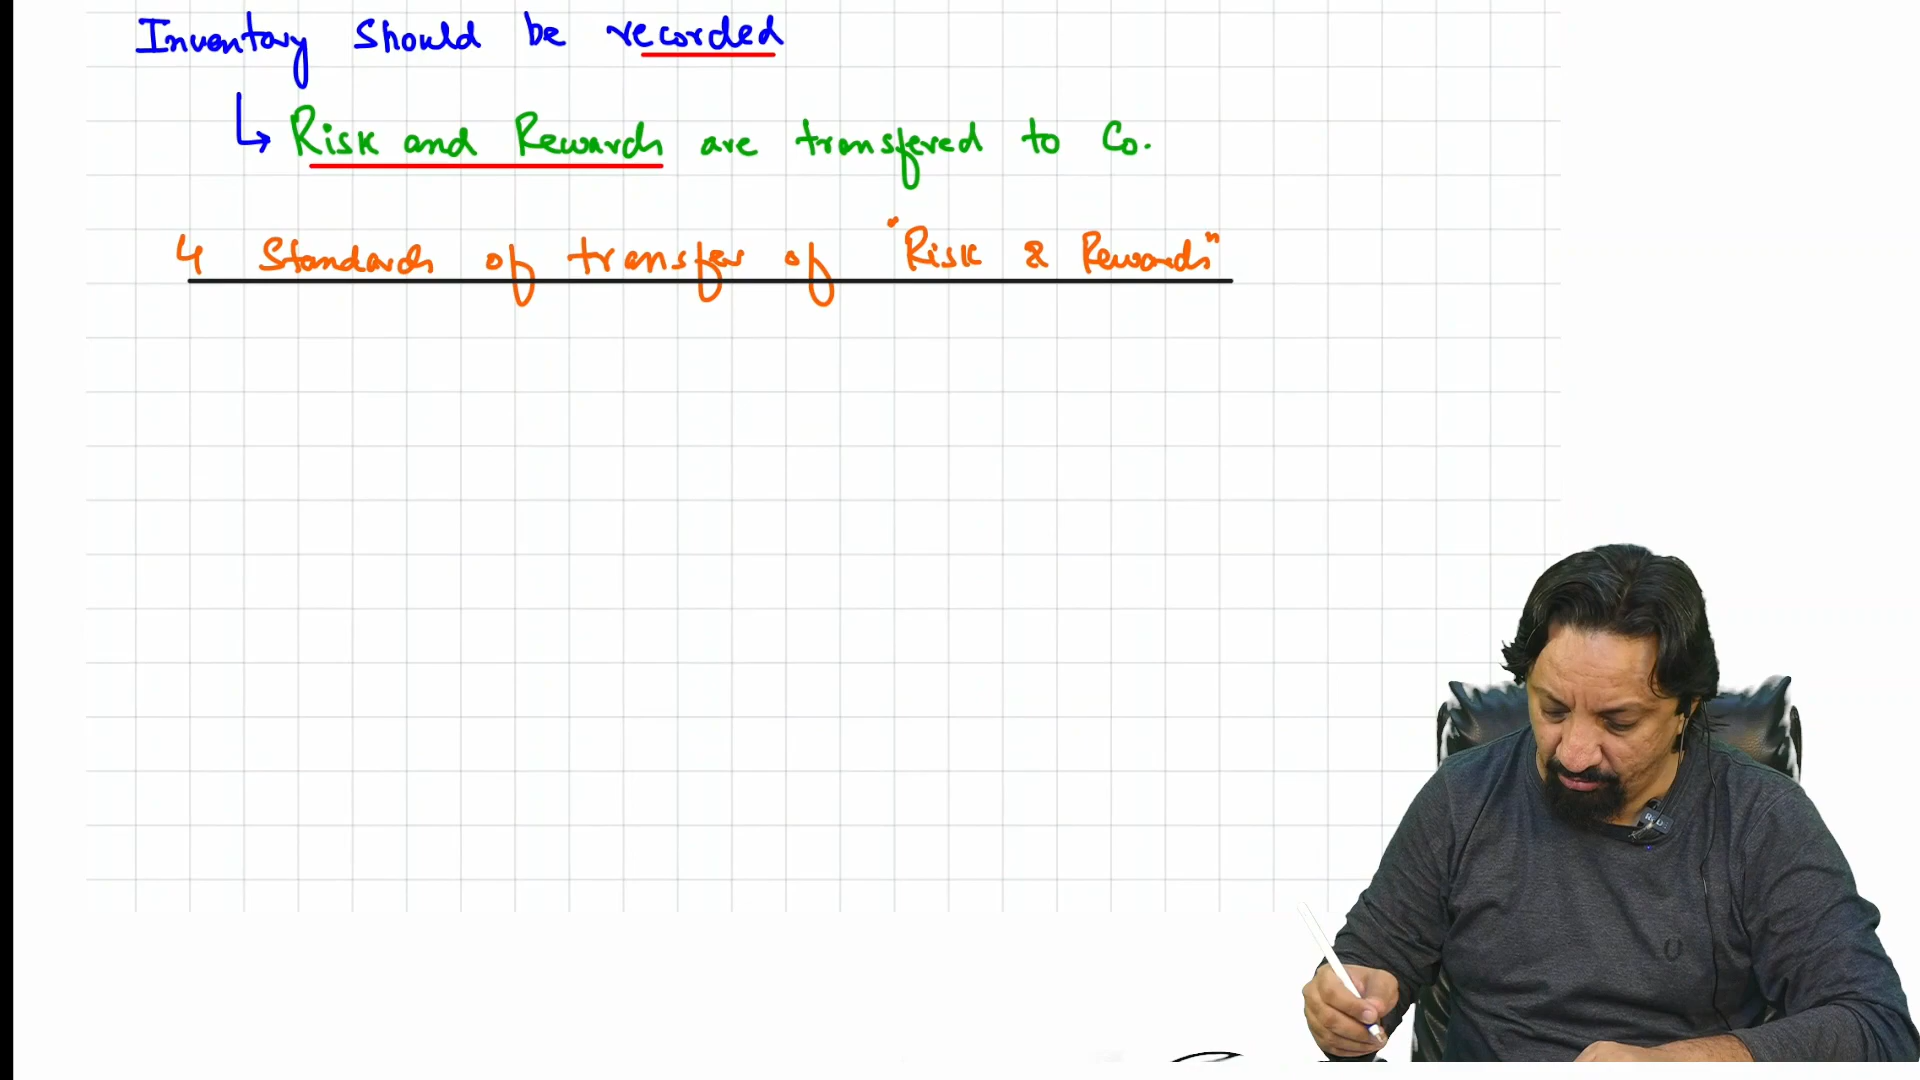 Inventory should be recorded
↳ Risk and Rewards are transfered to Co.
4 Standards of transfer of "Risk & Rewards"